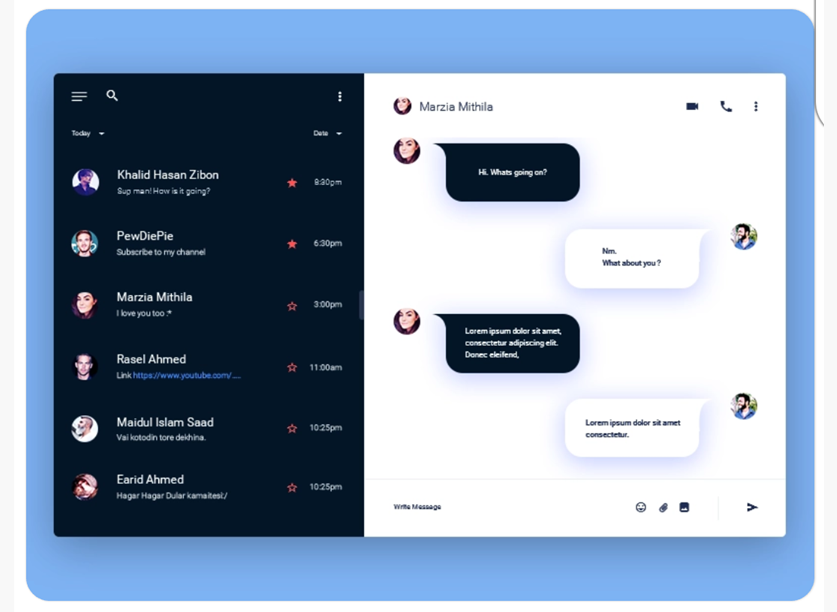 Today
Date
Khalid Hasan Zibon
Sup man! How is it going?
9:30pm
PewDiePie
Subscribe to my channel
6:30pm
Marzia Mithila
I love you too :*
3:00pm
Rasel Ahmed
Link https://www.youtube.com/....
11:00am
Maidul Islam Saad
Vai kotodin tore dekhina.
10:25pm
Earid Ahmed
Hagar Hagar Dular kamaitesi:/
10:25pm
Marzia Mithila
Hi. Whats going on?
Nm.
What about you ?
Lorem ipsum dolor sit amet,
consectetur adipiscing elit.
Donec eleifend,
Lorem ipsum dolor sit amet
consectetur.
Write Message